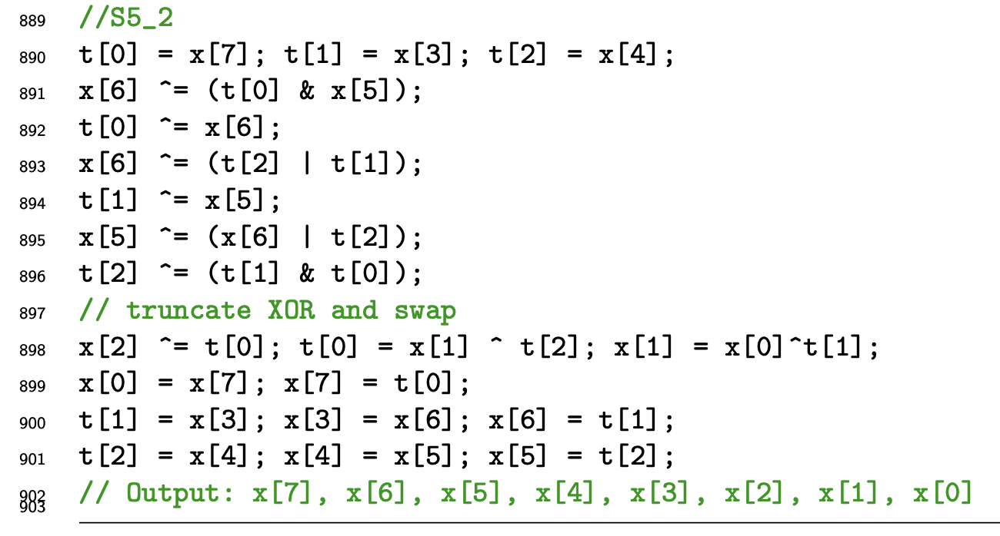 889 //S5_2
890 t[0] = x[7]; t[1] = x[3]; t[2] = x[4];
891 x[6] ^= (t[0] & x[5]);
892 t[0] ^= x[6];
893 x[6] ^= (t[2] | t[1]);
894 t[1] ^= x[5];
895 x[5] ^= (x[6] | t[2]);
896 t[2] ^= (t[1] & t[0]);
897 // truncate XOR and swap
898 x[2] ^= t[0]; t[0] = x[1] ^ t[2]; x[1] = x[0]^t[1];
899 x[0] = x[7]; x[7] = t[0];
900 t[1] = x[3]; x[3] = x[6]; x[6] = t[1];
901 t[2] = x[4]; x[4] = x[5]; x[5] = t[2];
902 // Output: x[7], x[6], x[5], x[4], x[3], x[2], x[1], x[0]
903